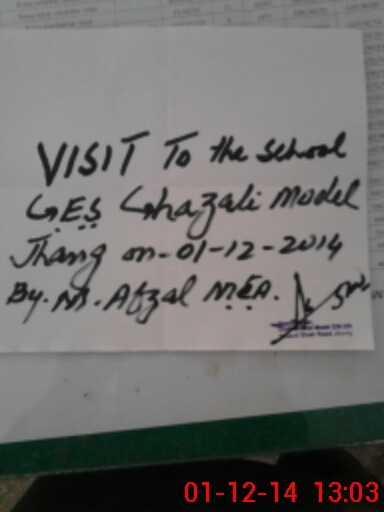 VISIT To the School
G.E.S Ghazali Model
Jhang on-01-12-2014
By. M. Afzal M.E.A.
01-12-14 13:03